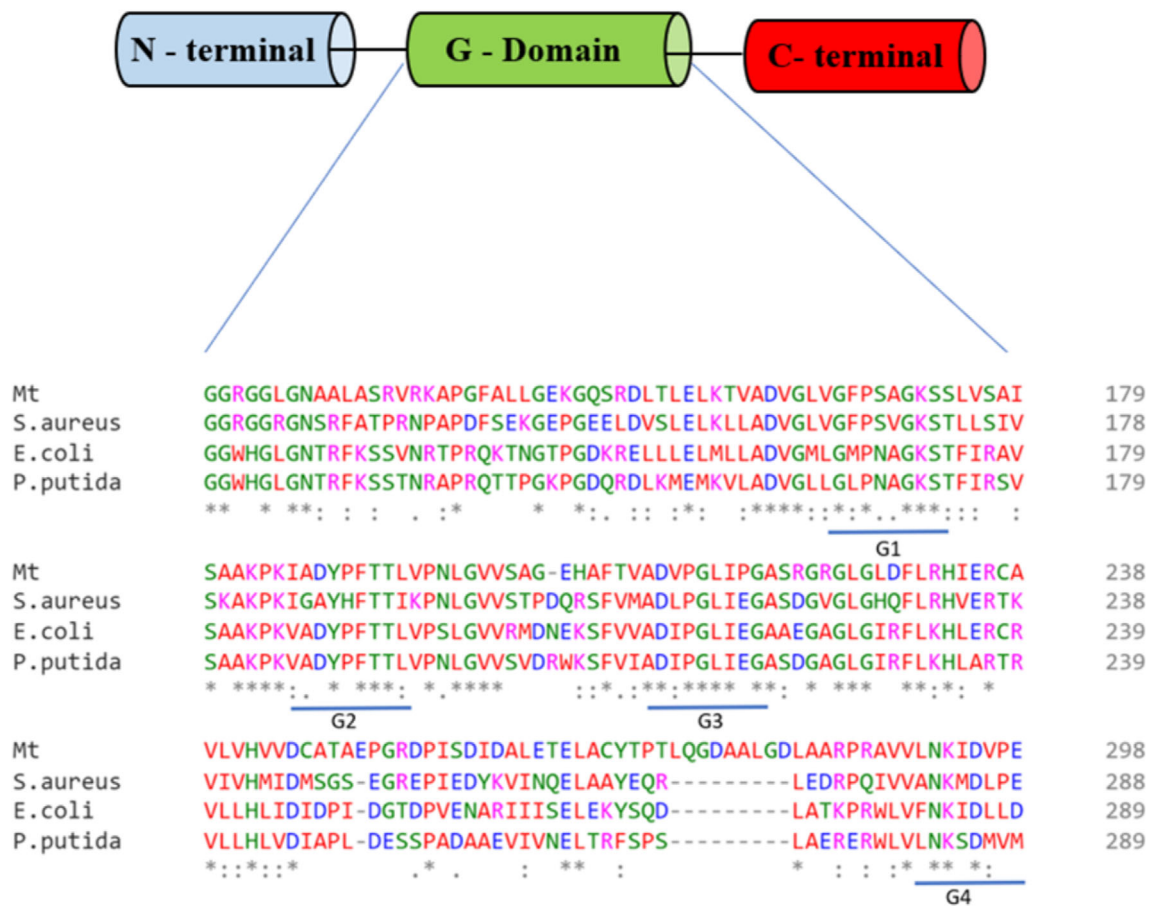 N - terminal G - Domain C- terminal
Mt GGRGGLGNAALASRVRKAPGFALLGEKGQSRDLTLELKTVADVGLVGFPSAGKSSLVSAI 179
S.aureus GGRGGRGNSRFATPRNPAPDFSEKGEPGEELDVSLELKLLADVGLVGFPSVGKSTLLSIV 178
E.coli GGWHGLGNTRFKSSVNRTPRQKTNGTPGDKRELLLELMLLADVGMLGMPNAGKSTFIRAV 179
P.putida GGWHGLGNTRFKSSTNRAPRQTTPGKPGDQRDLKMEMKVLADVGLLGLPNAGKSTFIRSV 179
** * **: : : . :* * *:. :: :*: :****::*:*..***::: :
G1
Mt SAAKPKIADYPFTTLVPNLGVVSAG-EHAFTVADVPGLIPGASRGRGLGLDFLRHIERCA 238
S.aureus SKAKPKIGAYHFTTIKPNLGVVSTPDQRSFVMADLPGLIEGASDGVGLGHQFLRHVERTK 238
E.coli SAAKPKVADYPFTTLVPSLGVVRMDNEKSFVVADIPGLIEGAAEGAGLGIRFLKHLERCR 239
P.putida SAAKPKVADYPFTTLVPNLGVVSVDRWKSFVIADIPGLIEGASDGAGLGIRFLKHLARTR 239
* ****:. * ***: *.**** ::*.:**:**** **: * *** **:*: *
G2 G3
Mt VLVHVVDCATAEPGRDPISDIDALETELACYTPTLQGDAALGDLAARPRAVVLNKIDVPE 298
S.aureus VIVHMIDMSGS-EGREPIEDYKVINQELAAYEQR---------LEDRPQIVVANKMDLPE 288
E.coli VLLHLIDIDPI-DGTDPVENARIIISELEKYSQD---------LATKPRWLVFNKIDLLD 289
P.putida VLLHLVDIAPL-DESSPADAAEVIVNELTRFSPS---------LAERERWLVLNKSDMVM 289
*::*::* .* . : ** : * : : :* ** *:
G4